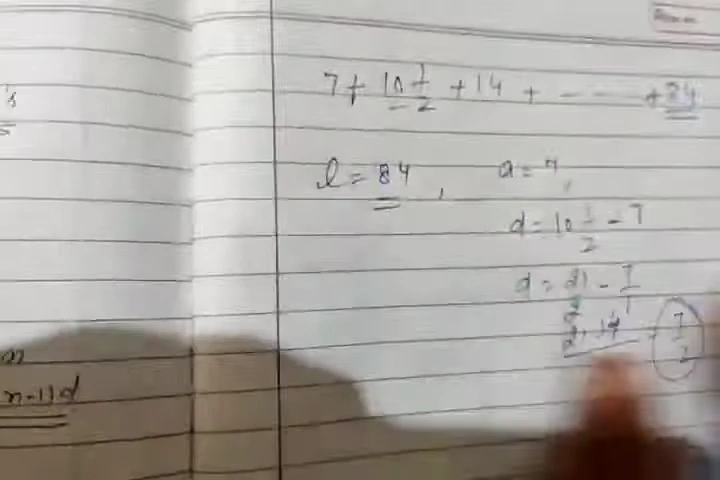 7 + 10 1/2 + 14 + - - - - + 84
l = 84 , a = 7,
d = 10 1/2 - 7
d = 21/2 - 7/1
21 - 14 / 2 = 7/2
n-1)d